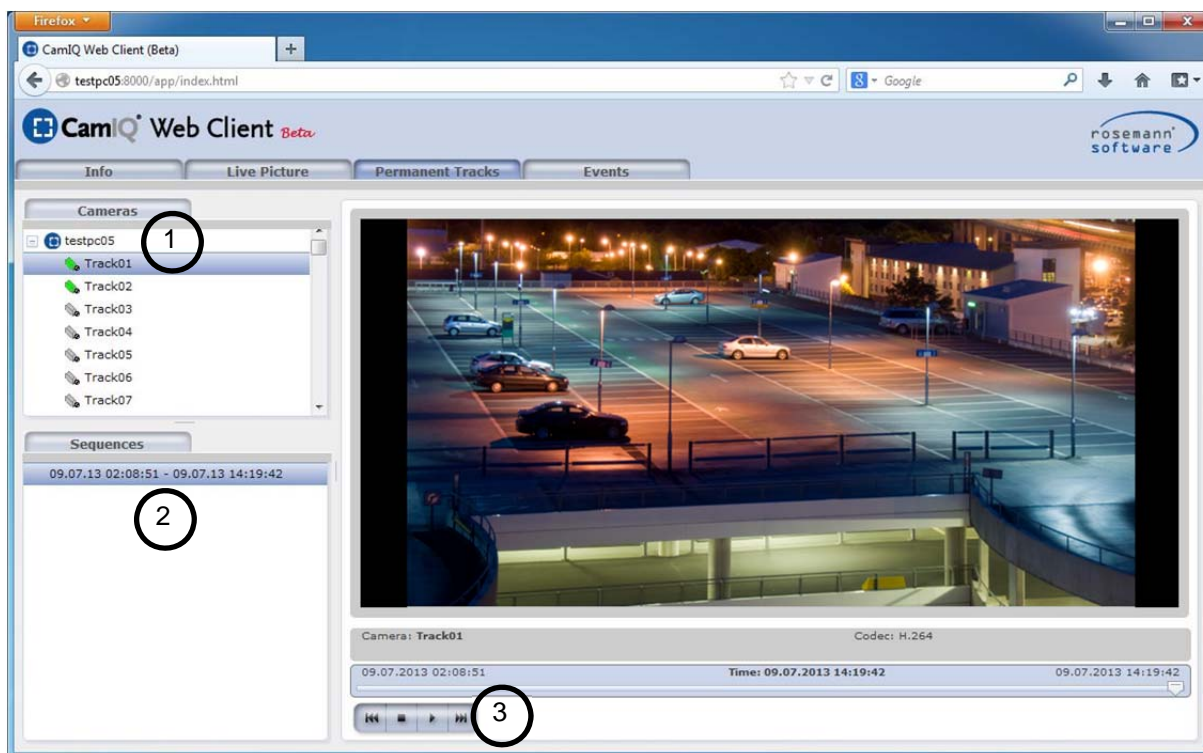 Firefox
CamIQ Web Client (Beta)
testpc05:8000/app/index.html
Google
CamIQ Web Client Beta
rosemann
software
Info
Live Picture
Permanent Tracks
Events
Cameras
testpc05
1
Track01
Track02
Track03
Track04
Track05
Track06
Track07
Sequences
09.07.13 02:08:51 - 09.07.13 14:19:42
2
Camera: Track01
Codec: H.264
09.07.2013 02:08:51
Time: 09.07.2013 14:19:42
09.07.2013 14:19:42
3